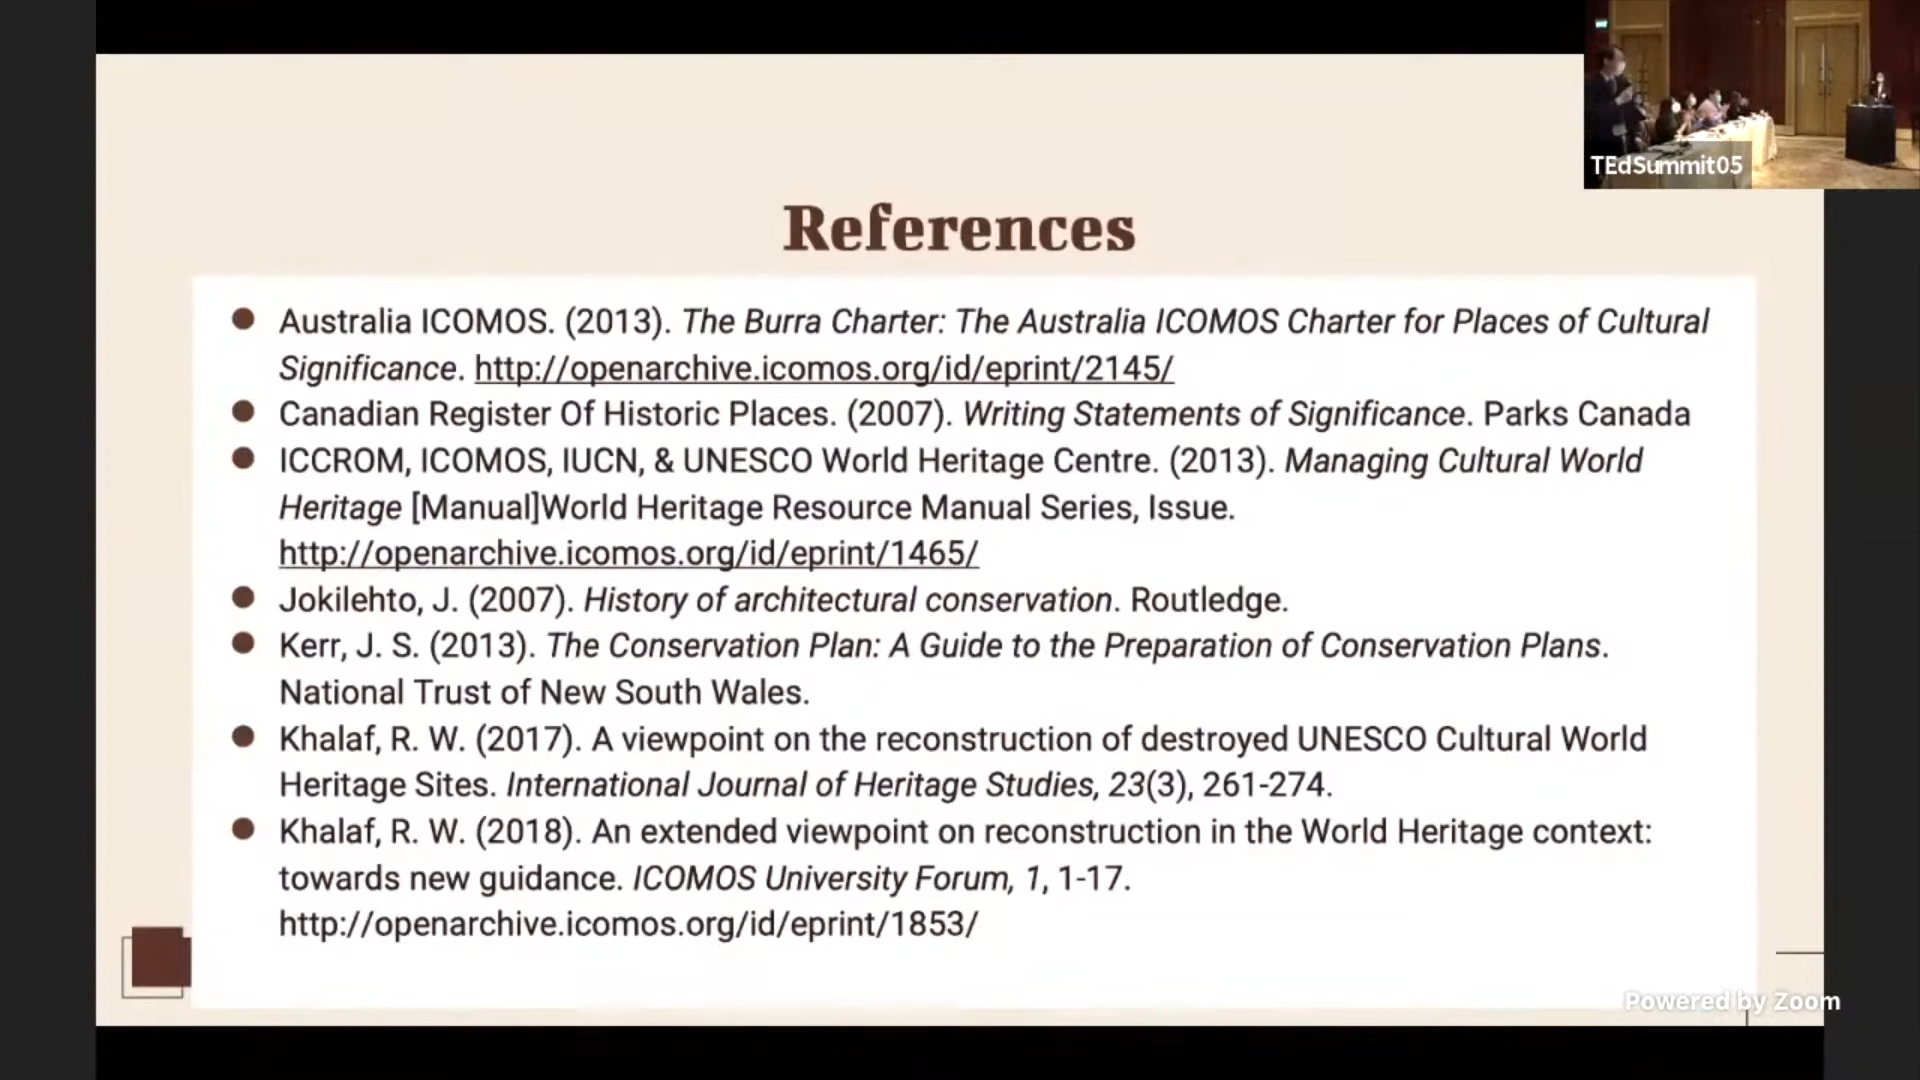 TEdSummit05
References
Australia ICOMOS. (2013). The Burra Charter: The Australia ICOMOS Charter for Places of Cultural
Significance. http://openarchive.icomos.org/id/eprint/2145/
Canadian Register Of Historic Places. (2007). Writing Statements of Significance. Parks Canada
ICCROM, ICOMOS, IUCN, & UNESCO World Heritage Centre. (2013). Managing Cultural World
Heritage [Manual]World Heritage Resource Manual Series, Issue.
http://openarchive.icomos.org/id/eprint/1465/
Jokilehto, J. (2007). History of architectural conservation. Routledge.
Kerr, J. S. (2013). The Conservation Plan: A Guide to the Preparation of Conservation Plans.
National Trust of New South Wales.
Khalaf, R. W. (2017). A viewpoint on the reconstruction of destroyed UNESCO Cultural World
Heritage Sites. International Journal of Heritage Studies, 23(3), 261-274.
Khalaf, R. W. (2018). An extended viewpoint on reconstruction in the World Heritage context:
towards new guidance. ICOMOS University Forum, 1, 1-17.
http://openarchive.icomos.org/id/eprint/1853/
Powered by Zoom